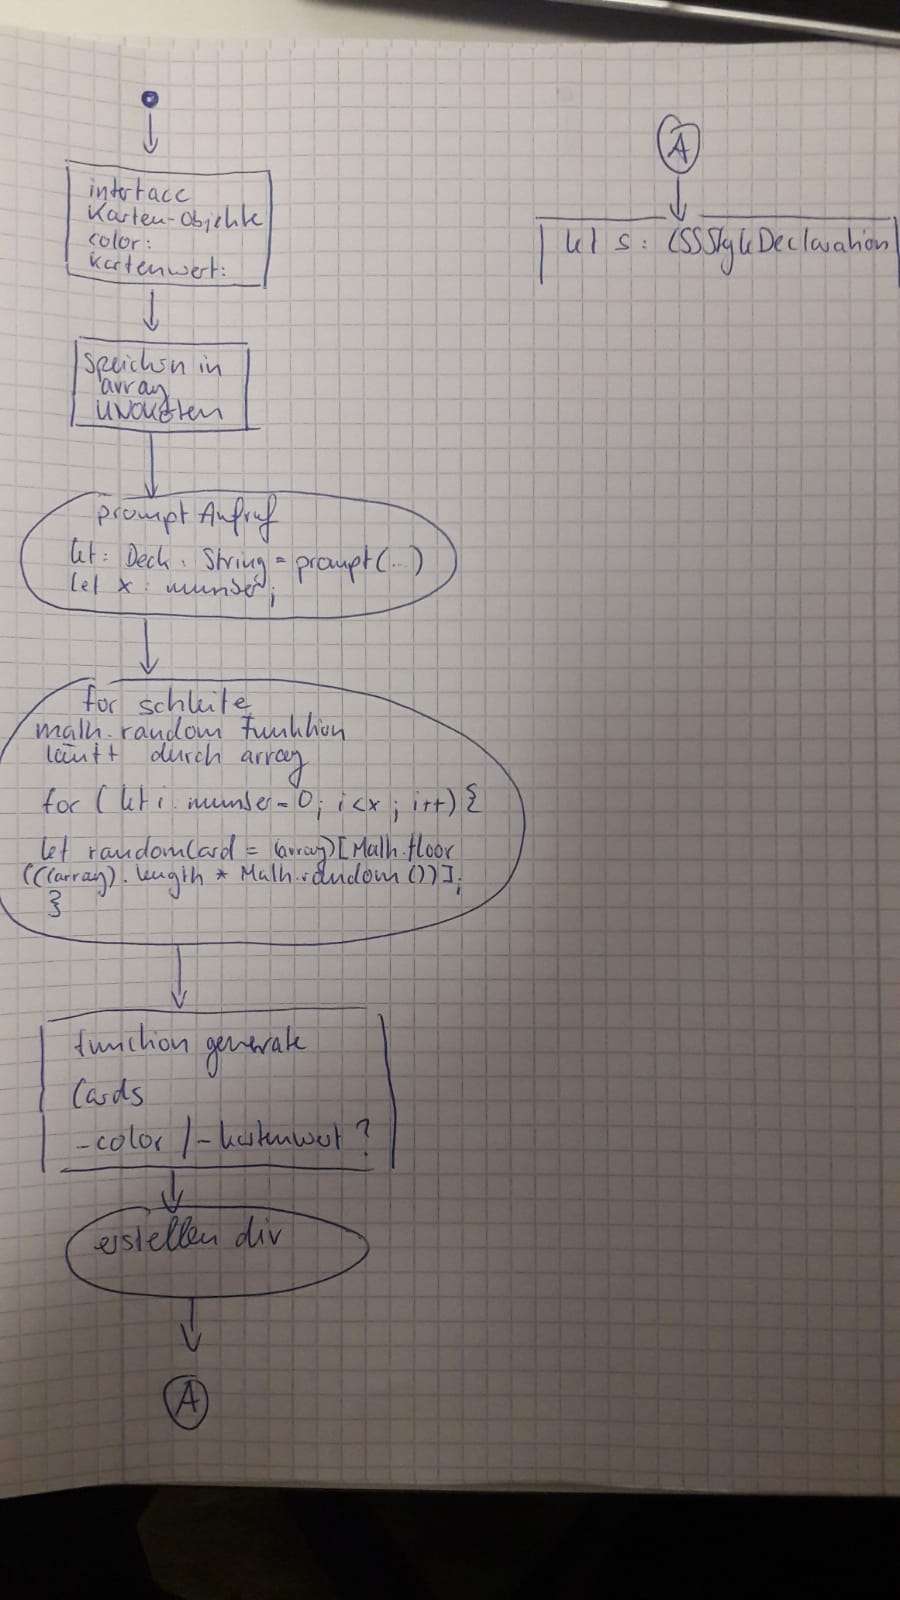 interface
Karten-Objekte
color:
kartenwert:
speichern in
array
UNOKarten
prompt Aufruf
let: Deck: String = prompt(...)
let x: number;
for schleife
math.random Funktion
läuft durch array
for (let i: number = 0; i<x; i++) {
let randomCard = (array)[Math.floor
(((array).length * Math.random())];
}
function generate
Cards
-color /-kartenwert?
erstellen div
A
A
let s: CSSStyleDeclaration